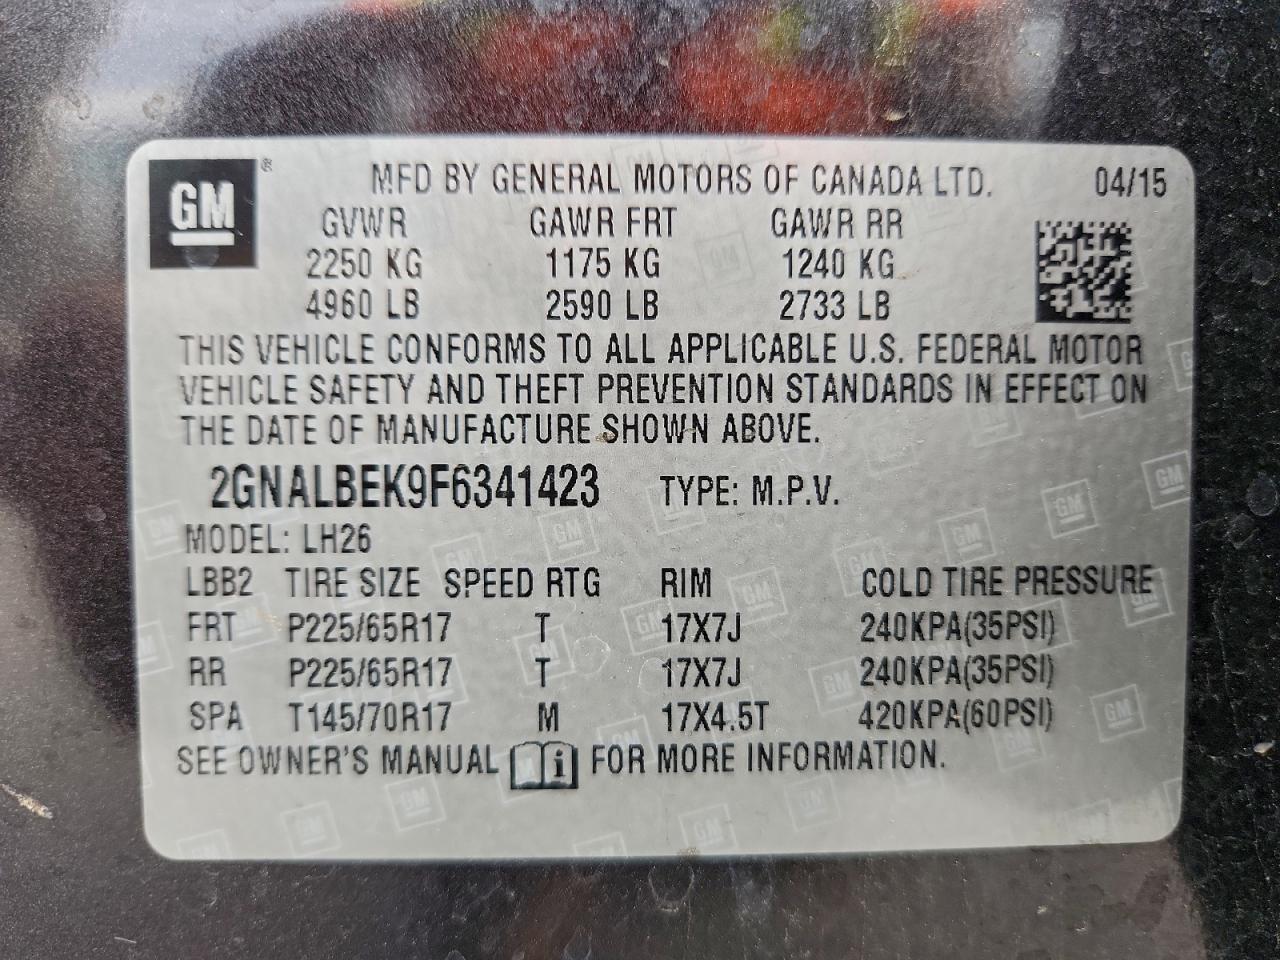 GM ® MFD BY GENERAL MOTORS OF CANADA LTD. 04/15
GVWR GAWR FRT GAWR RR
2250 KG 1175 KG 1240 KG
4960 LB 2590 LB 2733 LB
THIS VEHICLE CONFORMS TO ALL APPLICABLE U.S. FEDERAL MOTOR
VEHICLE SAFETY AND THEFT PREVENTION STANDARDS IN EFFECT ON
THE DATE OF MANUFACTURE SHOWN ABOVE.
2GNALBEK9F6341423 TYPE: M.P.V.
MODEL: LH26
LBB2 TIRE SIZE SPEED RTG RIM COLD TIRE PRESSURE
FRT P225/65R17 T 17X7J 240KPA(35PSI)
RR P225/65R17 T 17X7J 240KPA(35PSI)
SPA T145/70R17 M 17X4.5T 420KPA(60PSI)
SEE OWNER'S MANUAL i FOR MORE INFORMATION.